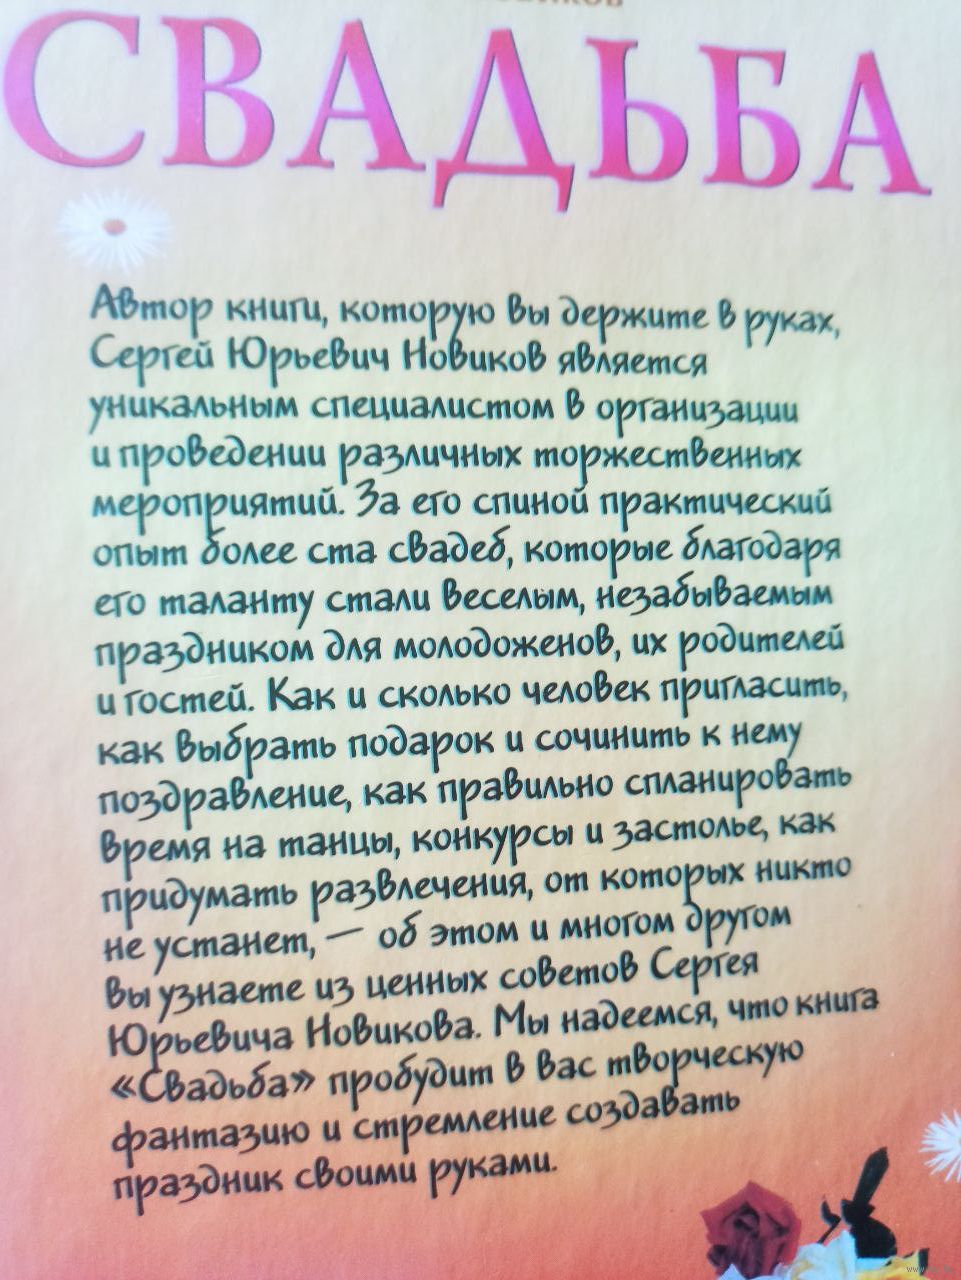 СВАДЬБА
Автор книги, которую вы держите в руках,
Сергей Юрьевич Новиков является
уникальным специалистом в организации
и проведении различных торжественных
мероприятий. За его спиной практический
опыт более ста свадеб, которые благодаря
его таланту стали веселым, незабываемым
праздником для молодоженов, их родителей
и гостей. Как и сколько человек пригласить,
как выбрать подарок и сочинить к нему
поздравление, как правильно спланировать
время на танцы, конкурсы и застолье, как
придумать развлечения, от которых никто
не устанет, — об этом и многом другом
вы узнаете из ценных советов Сергея
Юрьевича Новикова. Мы надеемся, что книга
«Свадьба» пробудит в вас творческую
фантазию и стремление создавать
праздник своими руками.